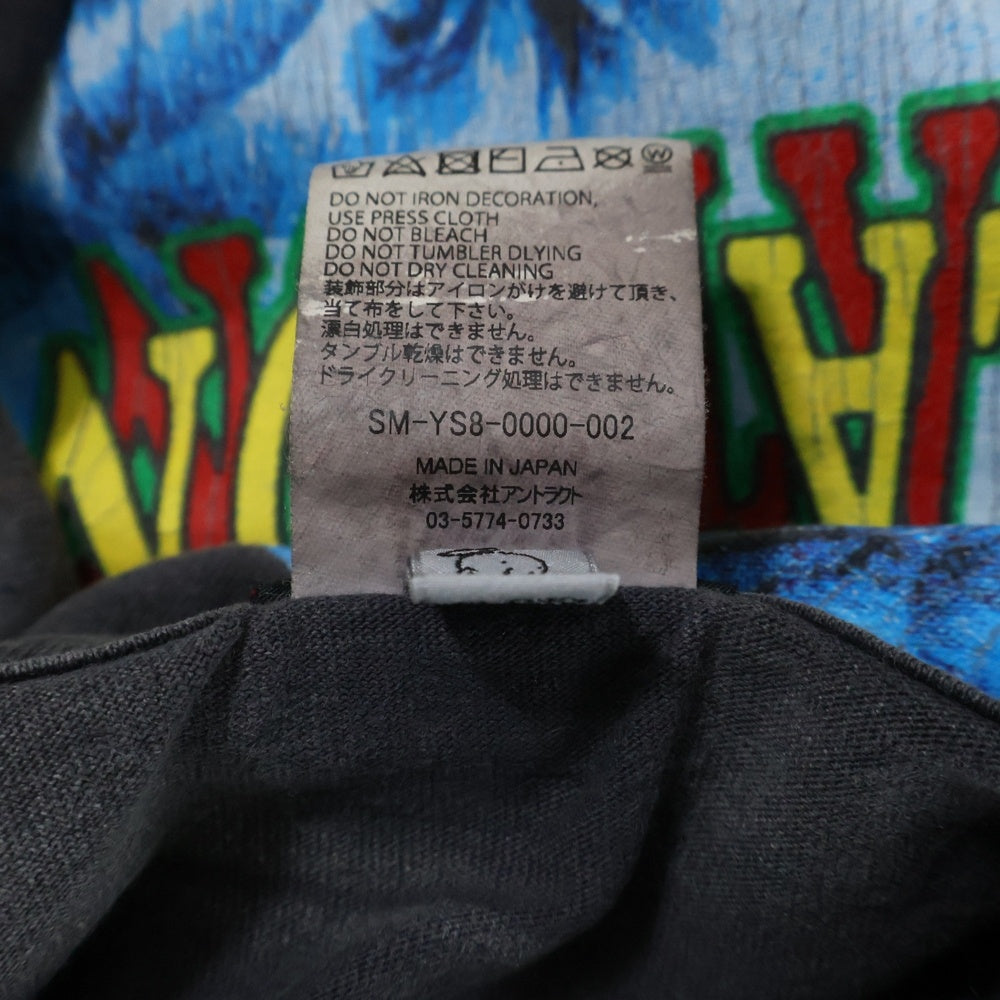 DO NOT IRON DECORATION,
USE PRESS CLOTH
DO NOT BLEACH
DO NOT TUMBLER DLYING
DO NOT DRY CLEANING
装飾部分はアイロンがけを避けて頂き、
当て布をして下さい。
漂白処理はできません。
タンブル乾燥はできません。
ドライクリーニング処理はできません。
SM-YS8-0000-002
MADE IN JAPAN
株式会社アントラクト
03-5774-0733